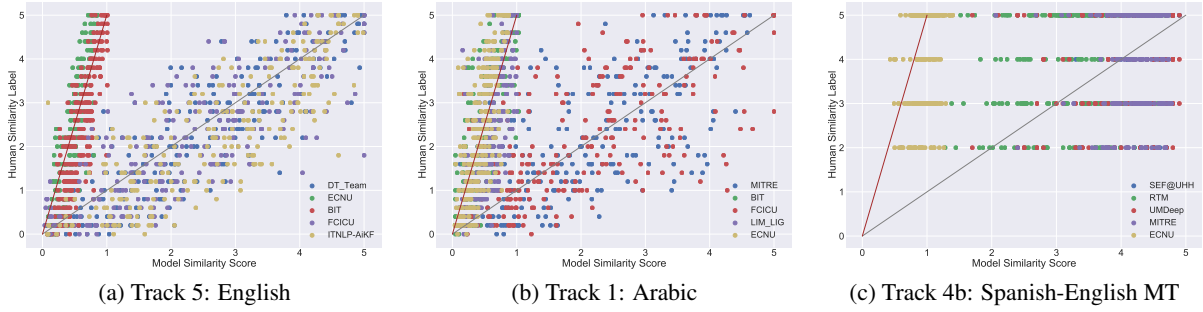 5
4
3
2
1
0
Human Similarity Label
0 1 2 3 4 5
Model Similarity Score
DT_Team
ECNU
BIT
FCICU
ITNLP-AiKF
(a) Track 5: English
5
4
3
2
1
0
Human Similarity Label
0 1 2 3 4 5
Model Similarity Score
MITRE
BIT
FCICU
LIM_LIG
ECNU
(b) Track 1: Arabic
5
4
3
2
1
0
Human Similarity Label
0 1 2 3 4 5
Model Similarity Score
SEF@UHH
RTM
UMDeep
MITRE
ECNU
(c) Track 4b: Spanish-English MT